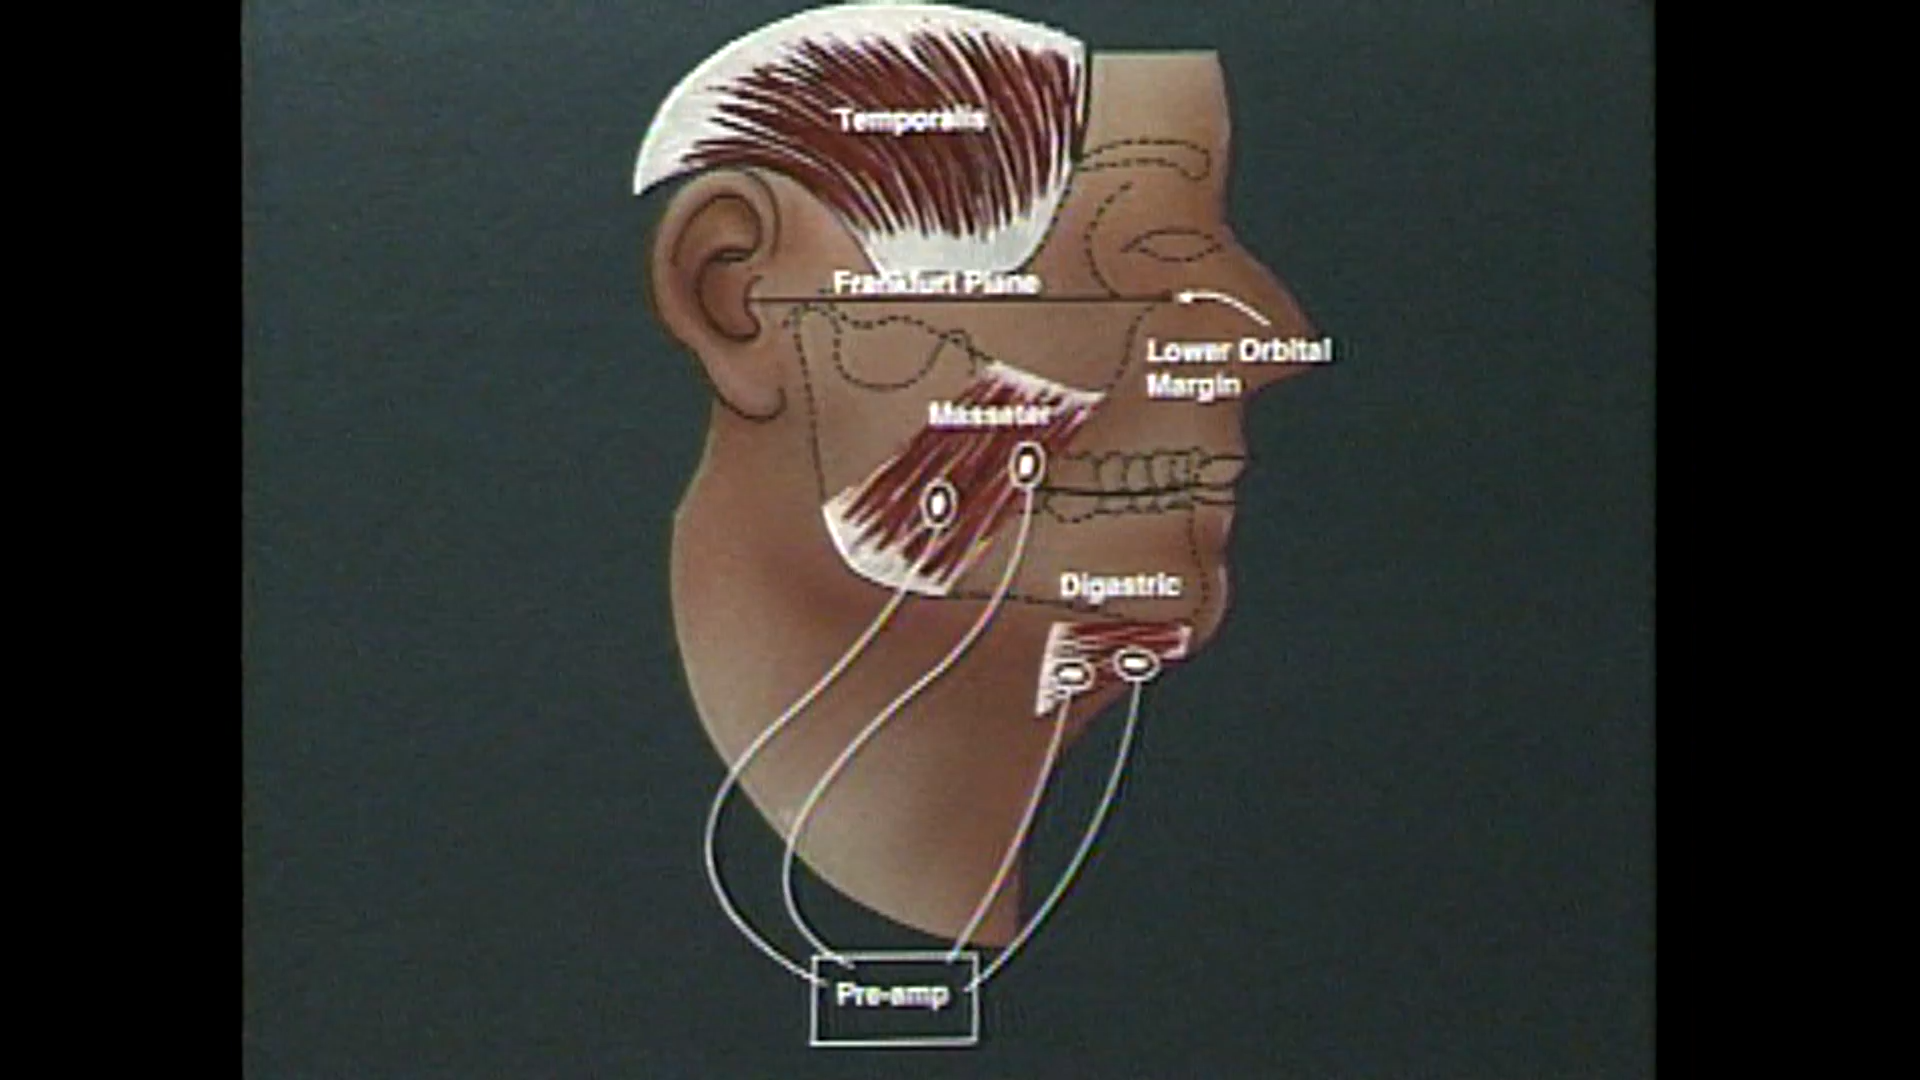 Temporalis
Frankfurt Plane
Lower Orbital
Margin
Masseter
Digastric
Pre-amp